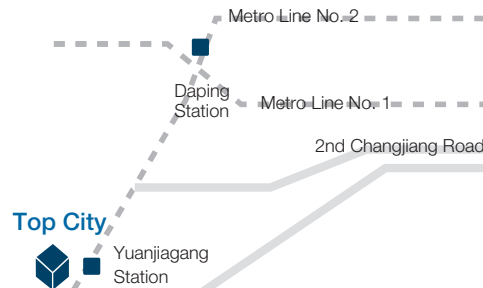 Metro Line No. 2
Daping
Station
Metro Line No. 1
2nd Changjiang Road
Top City
Yuanjiagang
Station